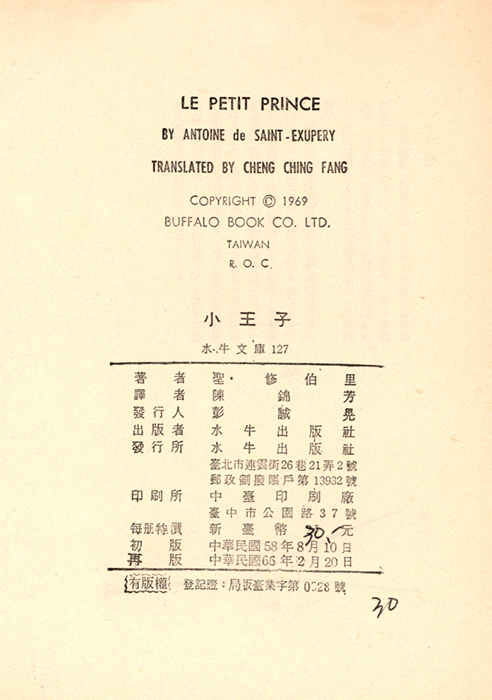 LE PETIT PRINCE
BY ANTOINE de SAINT-EXUPERY
TRANSLATED BY CHENG CHING FANG
COPYRIGHT © 1969
BUFFALO BOOK CO. LTD.
TAIWAN
R. O. C.
小王子
水牛文庫 127
著者 聖・修伯里
譯者 陳錦芳
發行人 彭誠晃
出版者 水牛出版社
發行所 水牛出版社
臺北市連雲街26巷21弄2號
郵政劃撥賬戶第13932號
印刷所 中臺印刷廠
臺中市公園路37號
每册特價 新臺幣 30. 元
初版 中華民國58年8月10日
再版 中華民國66年2月20日
有版權 登記證:局版臺業字第0628號
30